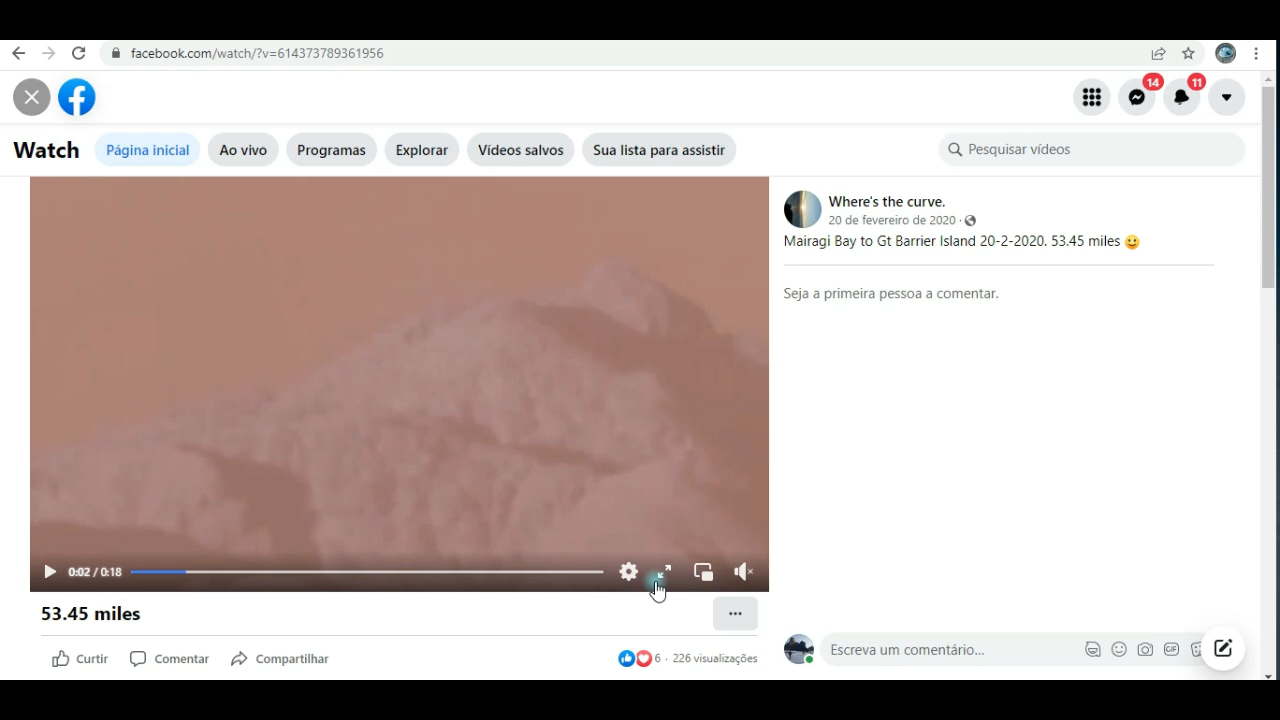 facebook.com/watch/?v=614373789361956
14
11
Watch
Página inicial
Ao vivo
Programas
Explorar
Vídeos salvos
Sua lista para assistir
Pesquisar vídeos
Where's the curve.
20 de fevereiro de 2020 ·
Mairagi Bay to Gt Barrier Island 20-2-2020. 53.45 miles 🙂
Seja a primeira pessoa a comentar.
0:02 / 0:18
53.45 miles
...
Curtir
Comentar
Compartilhar
6 · 226 visualizações
Escreva um comentário...
GIF